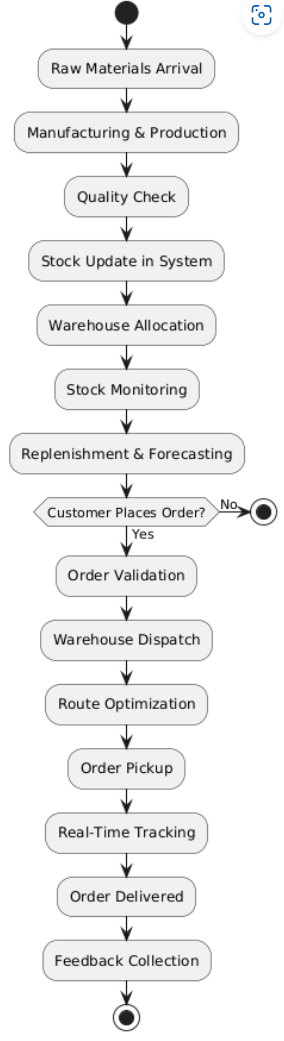 Raw Materials Arrival
Manufacturing & Production
Quality Check
Stock Update in System
Warehouse Allocation
Stock Monitoring
Replenishment & Forecasting
Customer Places Order?
No
Yes
Order Validation
Warehouse Dispatch
Route Optimization
Order Pickup
Real-Time Tracking
Order Delivered
Feedback Collection